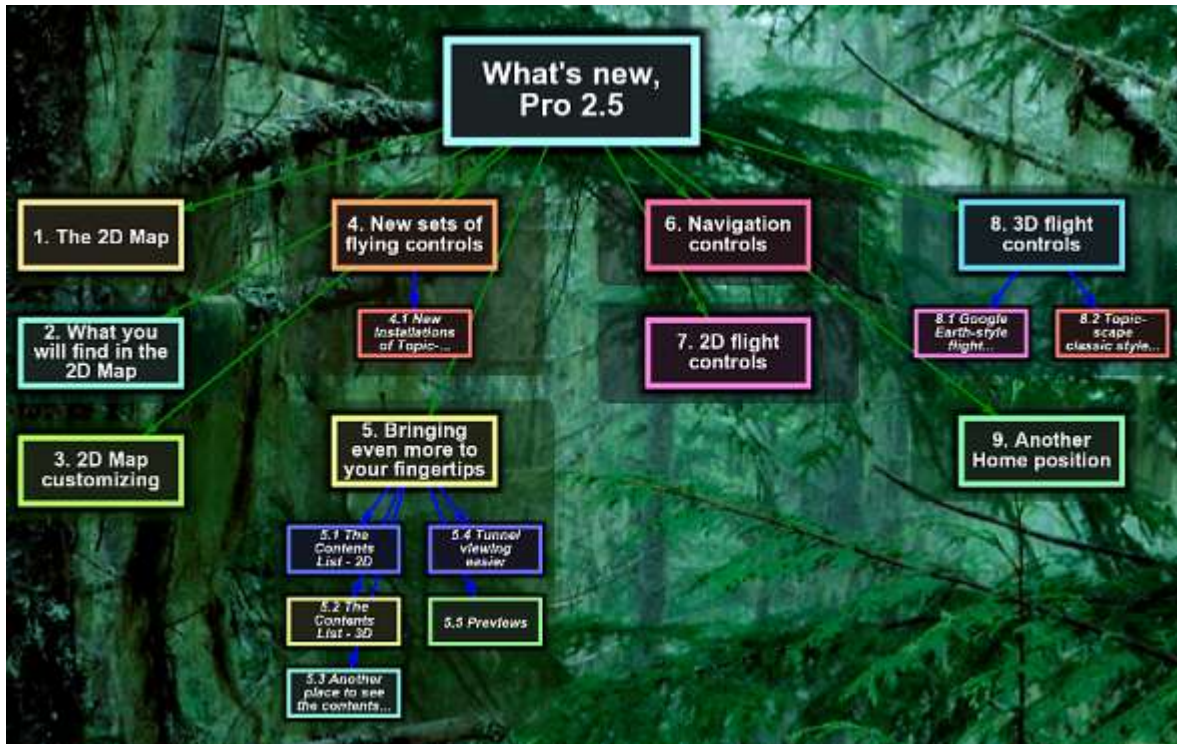 What's new,
Pro 2.5
1. The 2D Map
2. What you
will find in the
2D Map
3. 2D Map
customizing
4. New sets of
flying controls
4.1 New
Installations
of Topic-...
5. Bringing
even more to
your fingertips
5.1 The
Contents
List - 2D
5.2 The
Contents
List - 3D
5.3 Another
place to see
the contents...
5.4 Tunnel
viewing
easier
5.5 Previews
6. Navigation
controls
7. 2D flight
controls
8. 3D flight
controls
8.1 Google
Earth-style
flight...
8.2 Topic-
scape
classic style...
9. Another
Home position